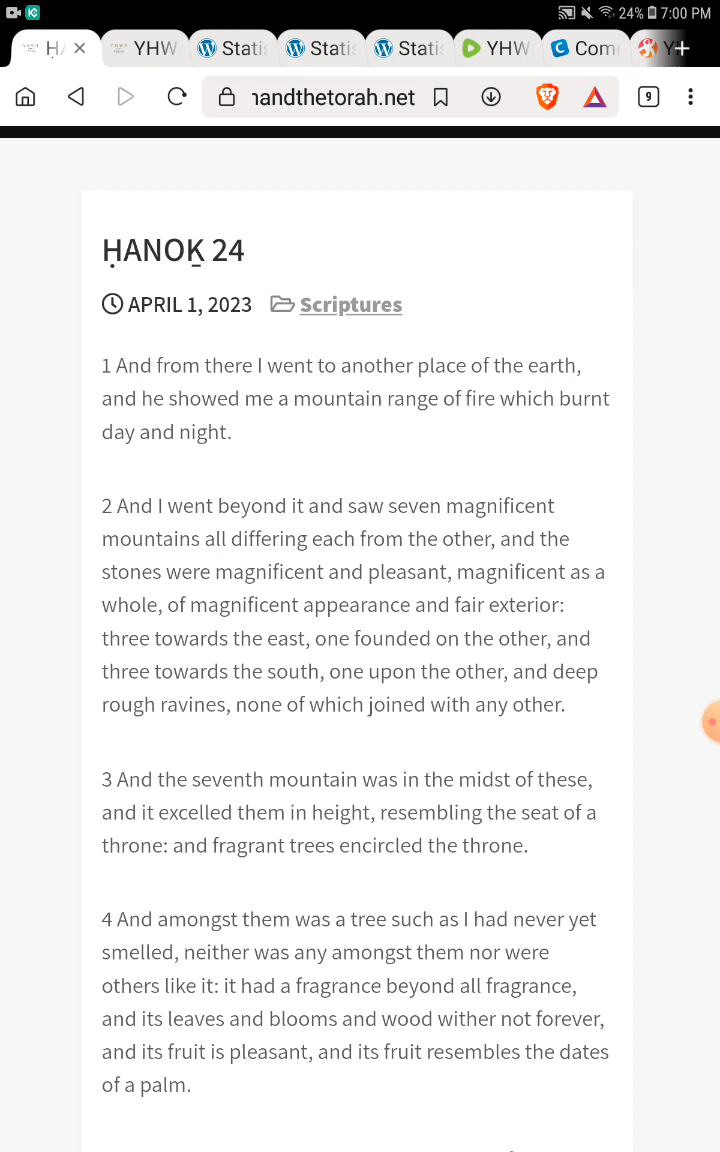 24% 7:00 PM
YHW
Statis
Statis
Statis
YHW
Com
nandthetorah.net
9
ḤANOḴ 24
APRIL 1, 2023 Scriptures
1 And from there I went to another place of the earth,
and he showed me a mountain range of fire which burnt
day and night.
2 And I went beyond it and saw seven magnificent
mountains all differing each from the other, and the
stones were magnificent and pleasant, magnificent as a
whole, of magnificent appearance and fair exterior:
three towards the east, one founded on the other, and
three towards the south, one upon the other, and deep
rough ravines, none of which joined with any other.
3 And the seventh mountain was in the midst of these,
and it excelled them in height, resembling the seat of a
throne: and fragrant trees encircled the throne.
4 And amongst them was a tree such as I had never yet
smelled, neither was any amongst them nor were
others like it: it had a fragrance beyond all fragrance,
and its leaves and blooms and wood wither not forever,
and its fruit is pleasant, and its fruit resembles the dates
of a palm.